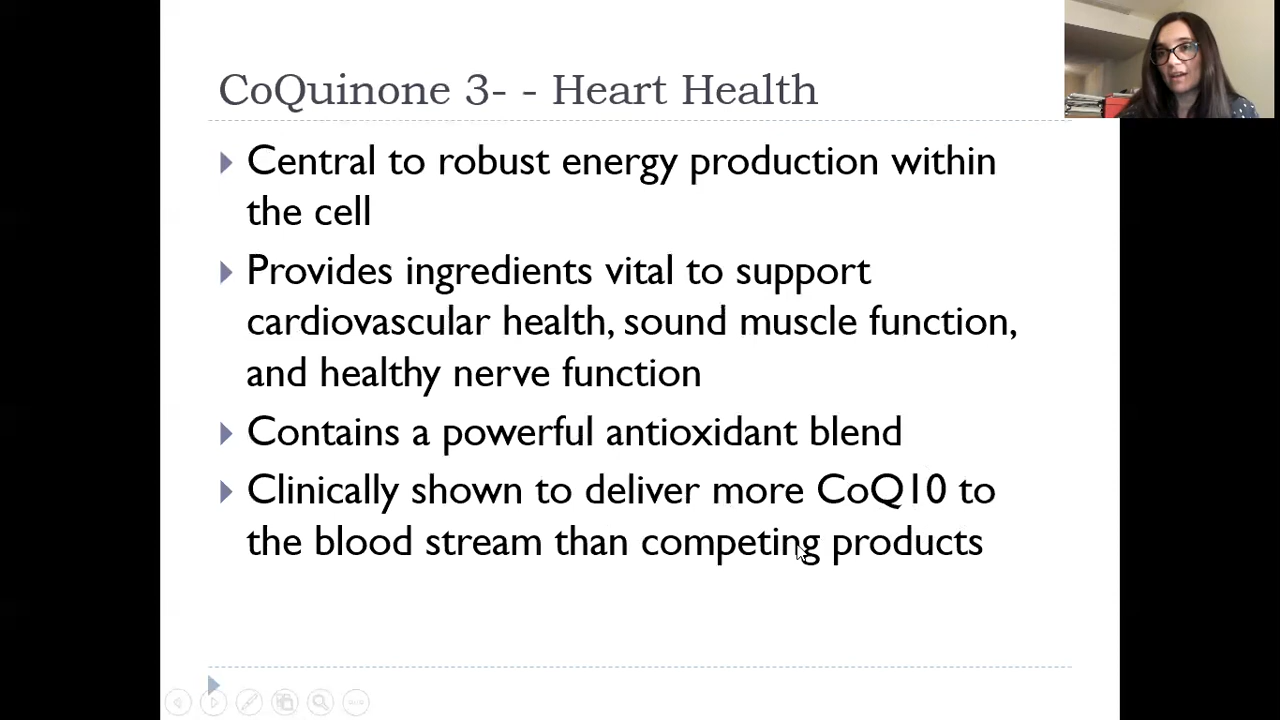 CoQuinone 3- - Heart Health
Central to robust energy production within
the cell
Provides ingredients vital to support
cardiovascular health, sound muscle function,
and healthy nerve function
Contains a powerful antioxidant blend
Clinically shown to deliver more CoQ10 to
the blood stream than competing products